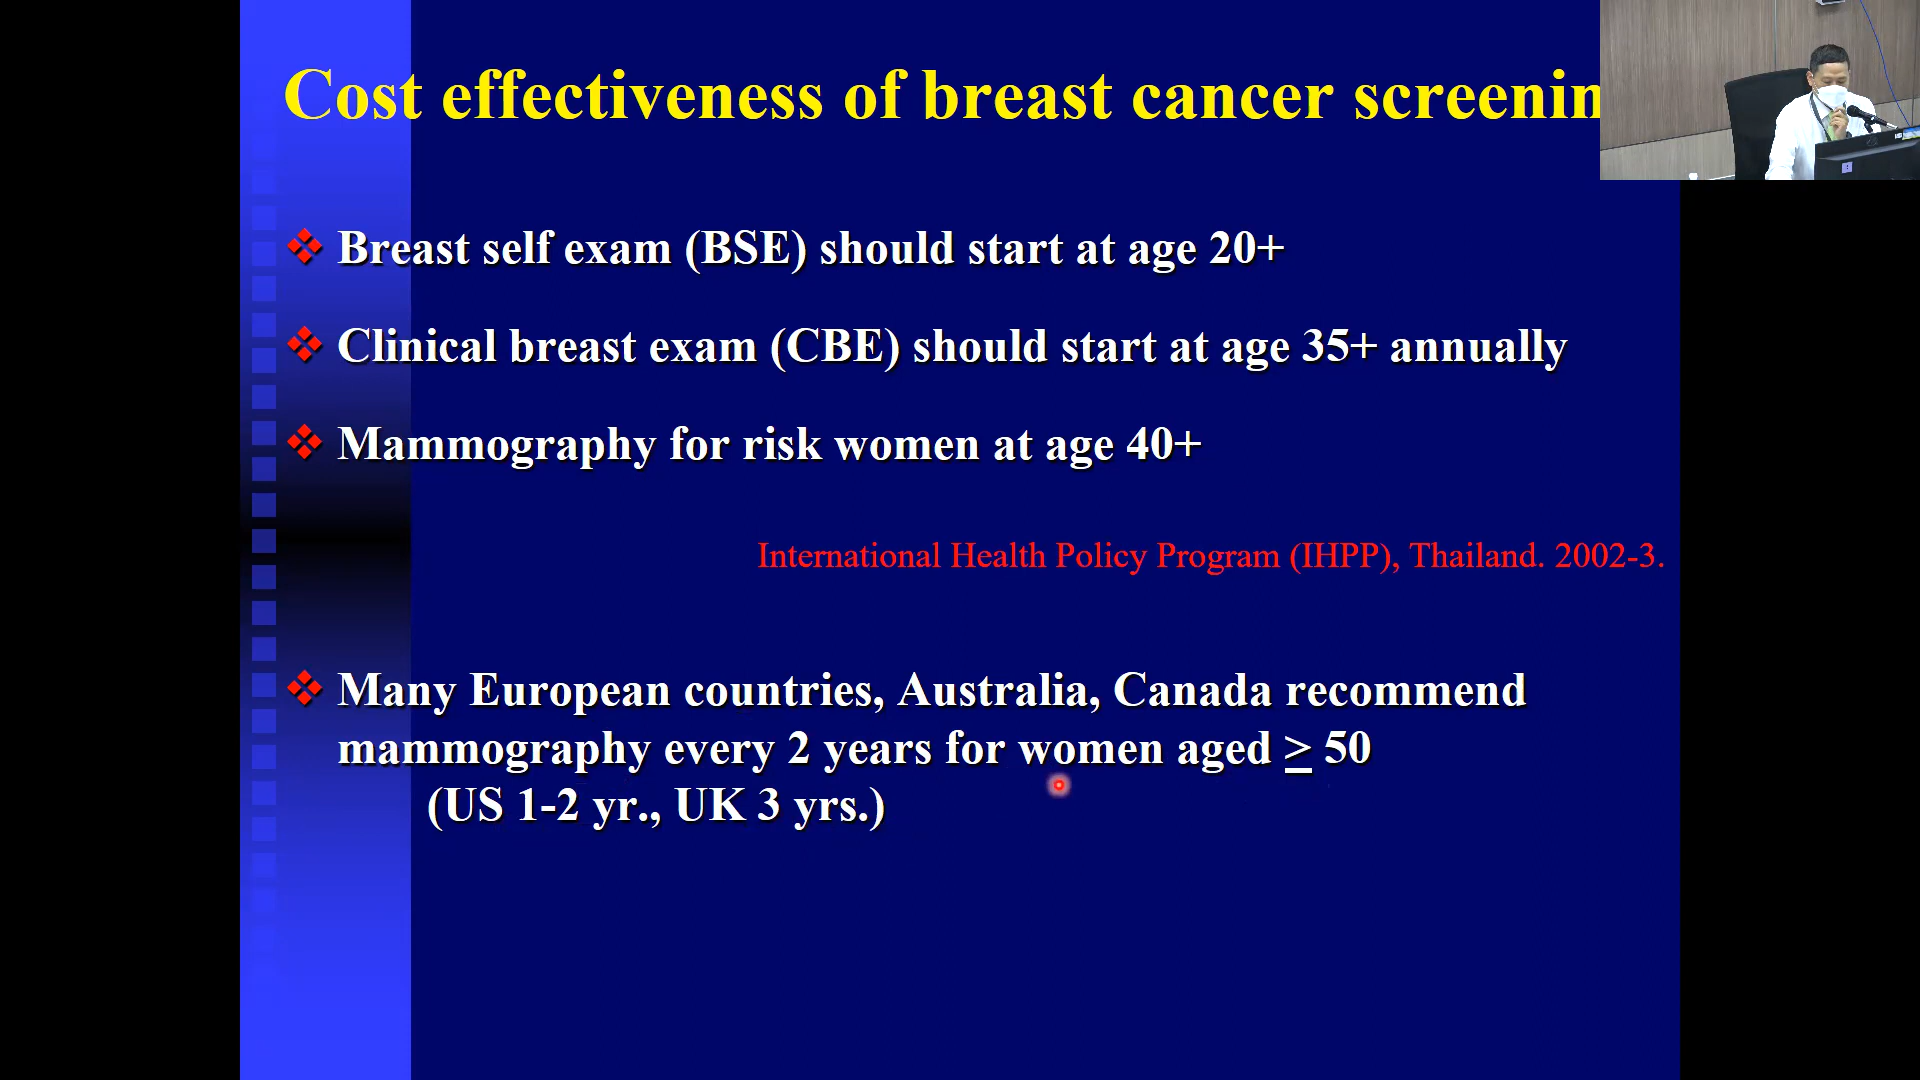 Cost effectiveness of breast cancer screenin
Breast self exam (BSE) should start at age 20+
Clinical breast exam (CBE) should start at age 35+ annually
Mammography for risk women at age 40+
International Health Policy Program (IHPP), Thailand. 2002-3.
Many European countries, Australia, Canada recommend
mammography every 2 years for women aged ≥ 50
(US 1-2 yr., UK 3 yrs.)